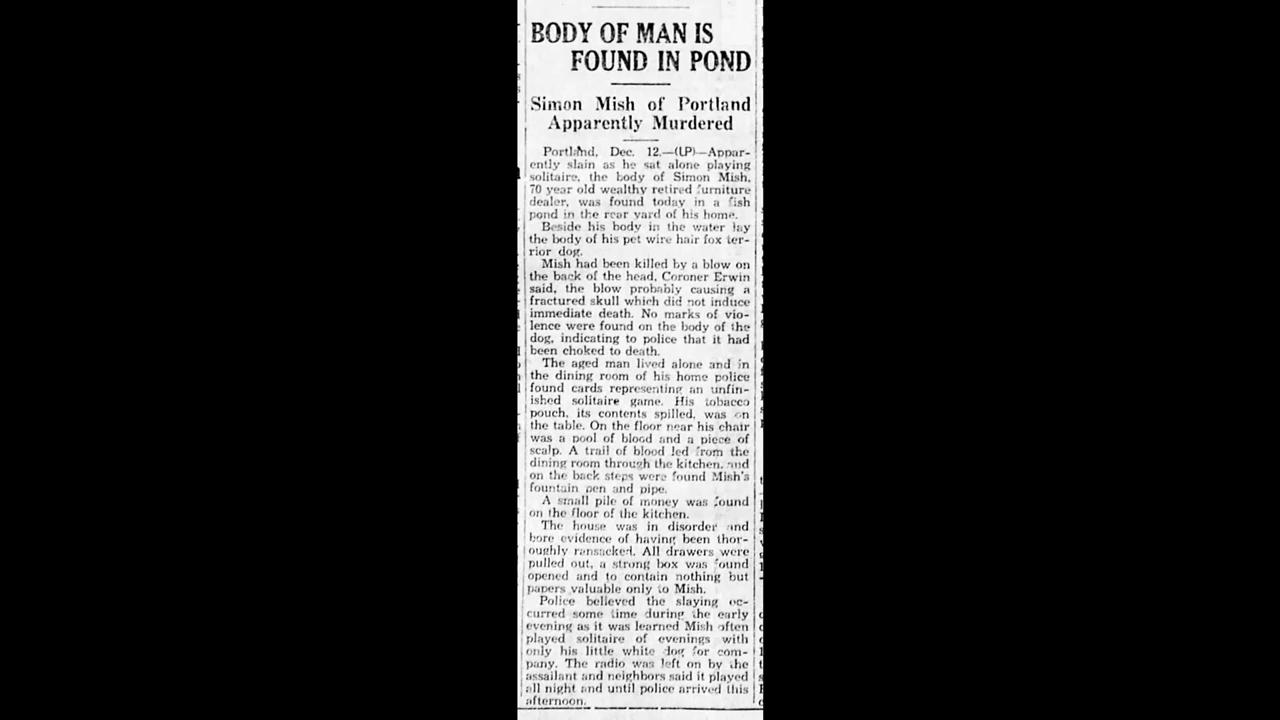 BODY OF MAN IS
FOUND IN POND
Simon Mish of Portland
Apparently Murdered
Portland, Dec. 12.—(UP)—Appar-
ently slain as he sat alone playing
solitaire, the body of Simon Mish,
70 year old wealthy retired furniture
dealer, was found today in a fish
pond in the rear yard of his home.
Beside his body in the water lay
the body of his pet wire hair fox ter-
rior dog.
Mish had been killed by a blow on
the back of the head, Coroner Erwin
said, the blow probably causing a
fractured skull which did not induce
immediate death. No marks of vio-
lence were found on the body of the
dog, indicating to police that it had
been choked to death.
The aged man lived alone and in
the dining room of his home police
found cards representing an unfin-
ished solitaire game. His tobacco
pouch, its contents spilled, was on
the table. On the floor near his chair
was a pool of blood and a piece of
scalp. A trail of blood led from the
dining room through the kitchen, and
on the back steps were found Mish's
fountain pen and pipe.
A small pile of money was found
on the floor of the kitchen.
The house was in disorder and
bore evidence of having been thor-
oughly ransacked. All drawers were
pulled out, a strong box was found
opened and to contain nothing but
papers valuable only to Mish.
Police believed the slaying oc-
curred some time during the early
evening as it was learned Mish often
played solitaire of evenings with
only his little white dog for com-
pany. The radio was left on by the
assailant and neighbors said it played
all night and until police arrived this
afternoon.